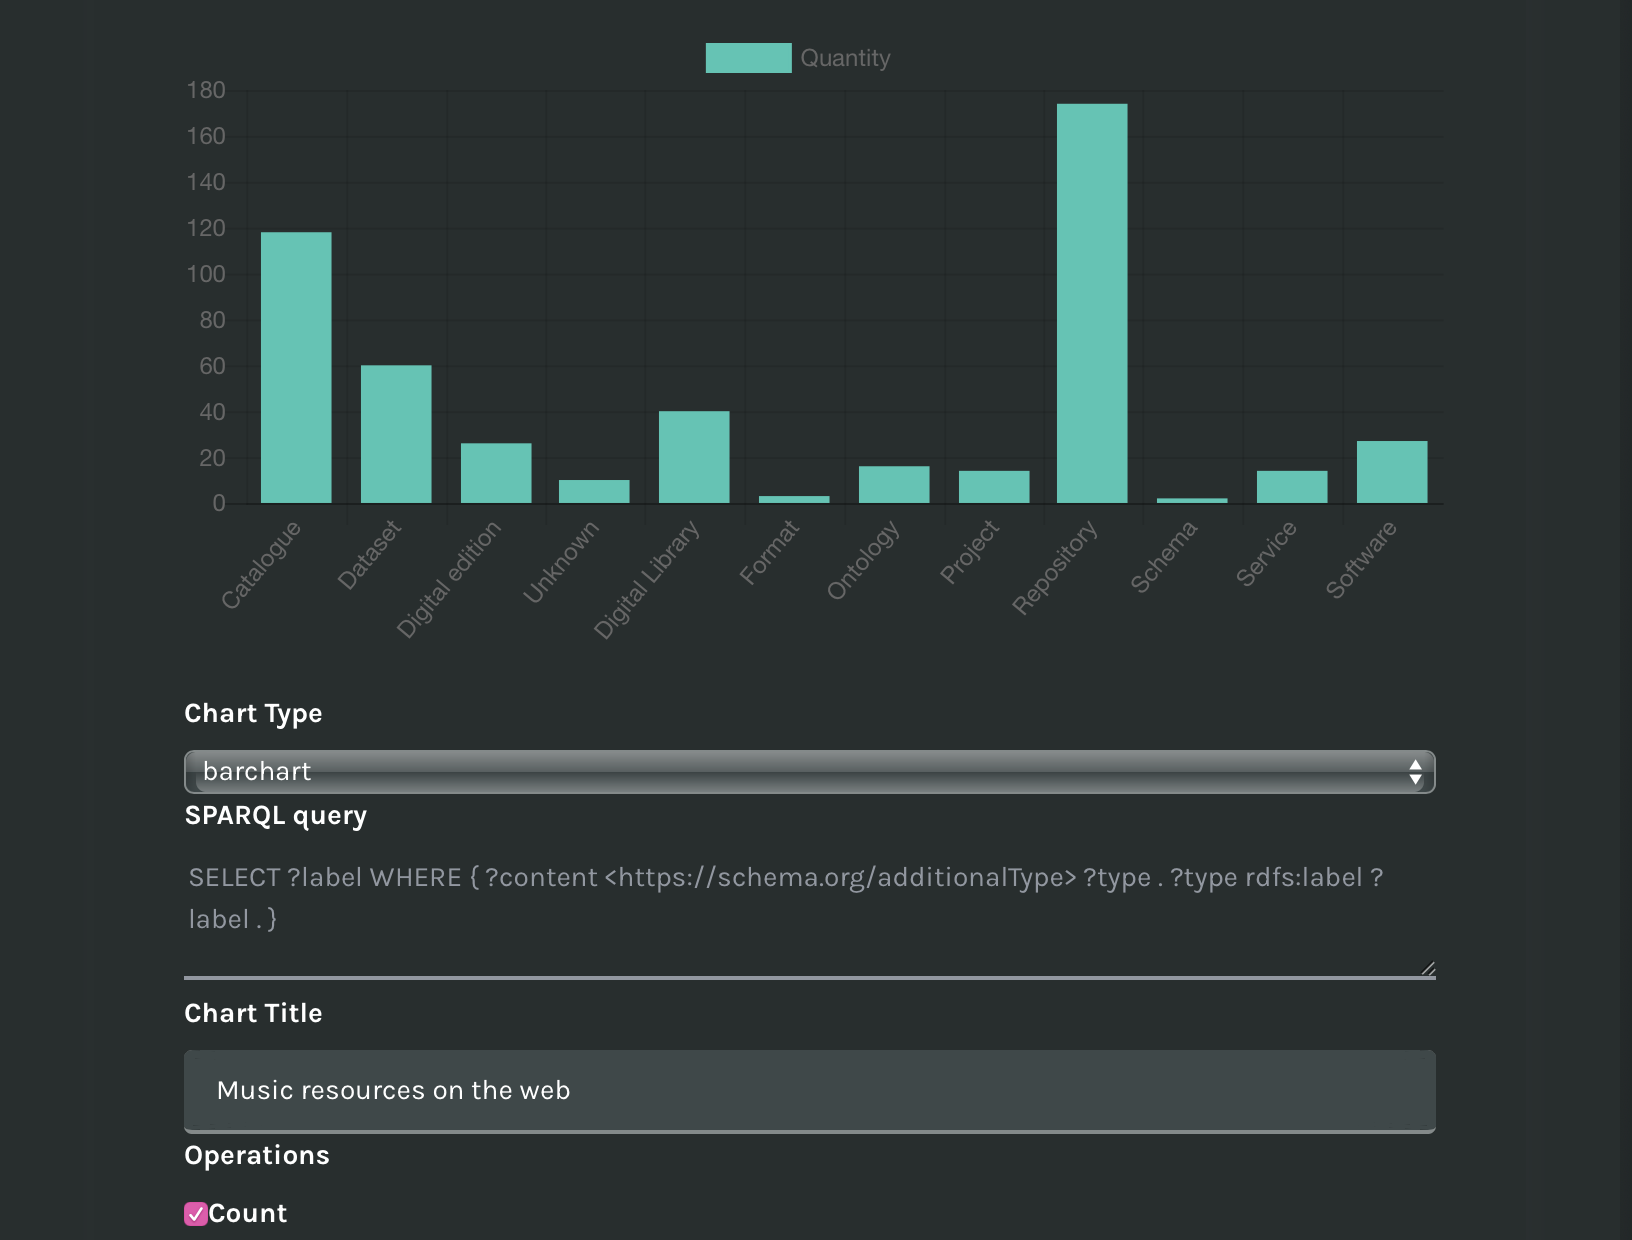 Quantity
180
160
140
120
100
80
60
40
20
0
Catalogue
Dataset
Digital edition
Unknown
Digital Library
Format
Ontology
Project
Repository
Schema
Service
Software
Chart Type
barchart
SPARQL query
SELECT ?label WHERE { ?content <https://schema.org/additionalType> ?type . ?type rdfs:label ?
label . }
Chart Title
Music resources on the web
Operations
Count